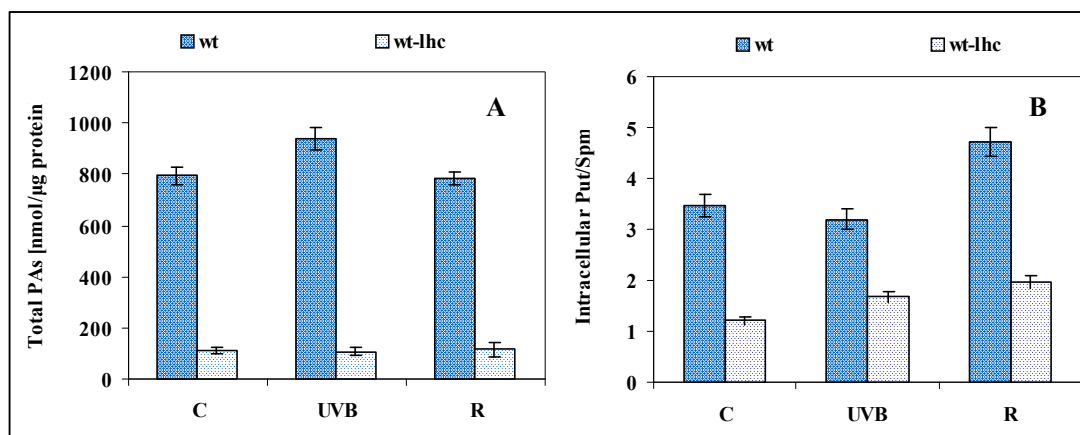 wt wt-lhc
Total PAs [nmol/µg protein]
1200
1000
800
600
400
200
0
A
C UVB R
wt wt-lhc
Intracellular Put/Spm
6
5
4
3
2
1
0
B
C UVB R